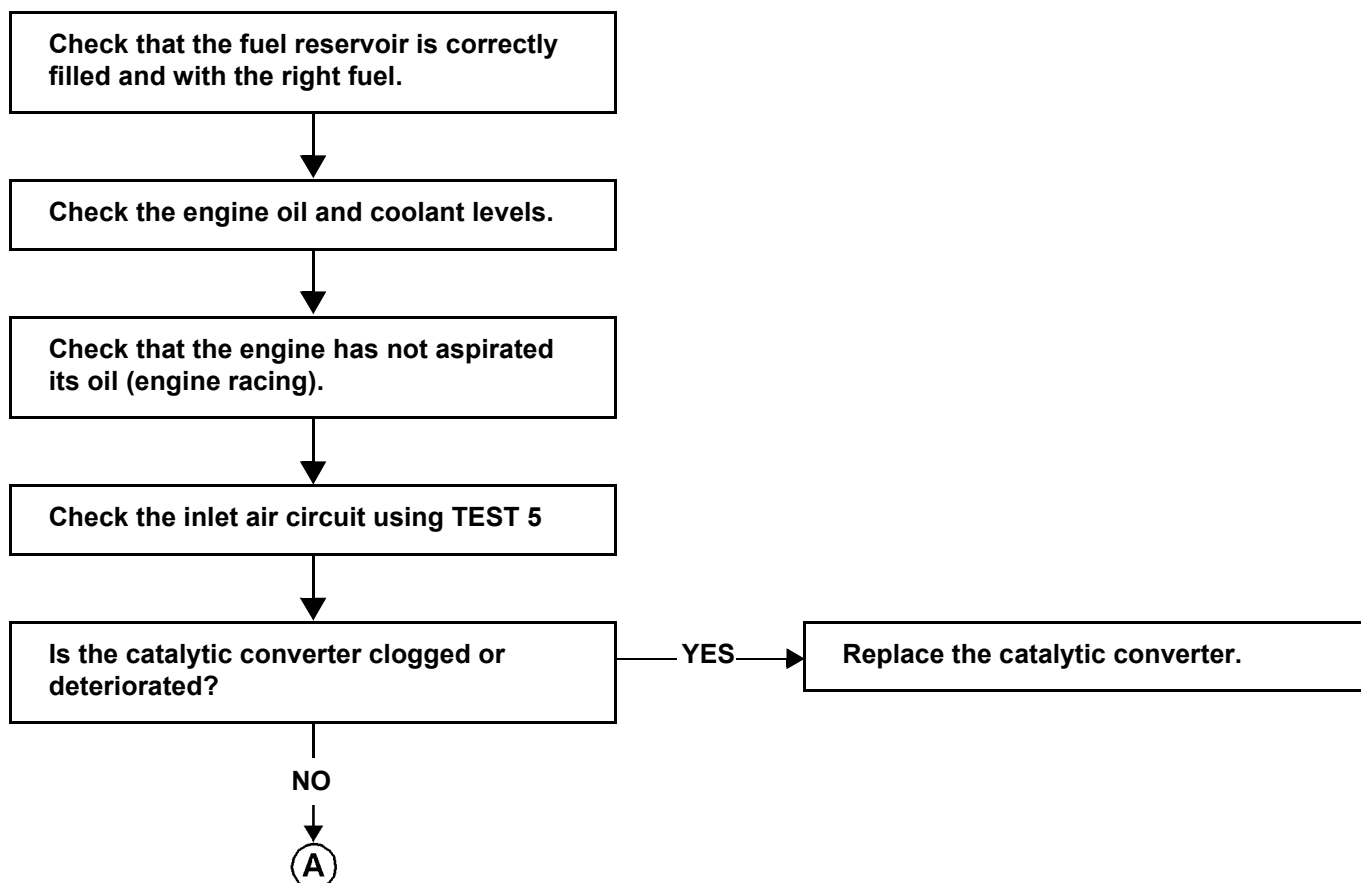 Check that the fuel reservoir is correctly
filled and with the right fuel.
Check the engine oil and coolant levels.
Check that the engine has not aspirated
its oil (engine racing).
Check the inlet air circuit using TEST 5
Is the catalytic converter clogged or
deteriorated?
YES
Replace the catalytic converter.
NO
A